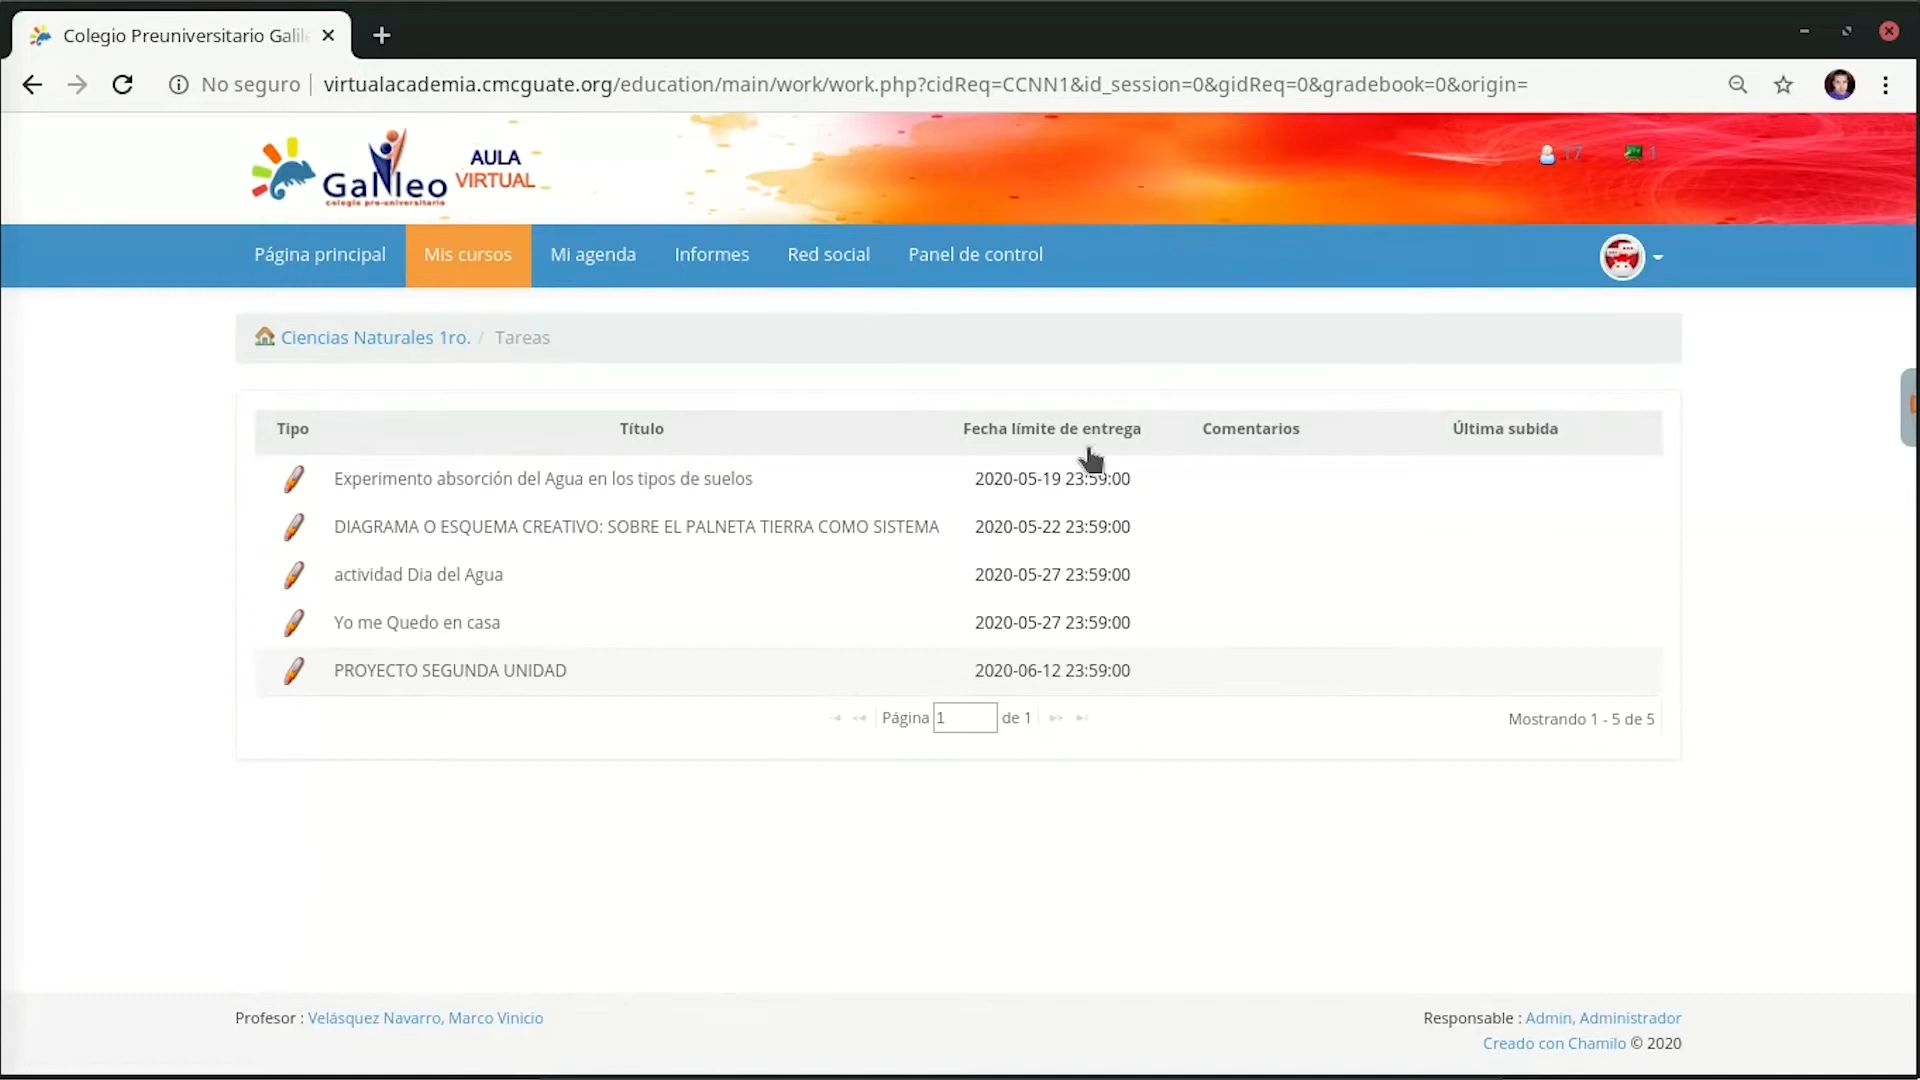 Colegio Preuniversitario Galil
No seguro virtualacademia.cmcguate.org/education/main/work/work.php?cidReq=CCNN1&id_session=0&gidReq=0&gradebook=0&origin=
Galileo AULA VIRTUAL
colegio pre-universitario
17 1
Página principal Mis cursos Mi agenda Informes Red social Panel de control
Ciencias Naturales 1ro. / Tareas
Tipo Título Fecha límite de entrega Comentarios Última subida
Experimento absorción del Agua en los tipos de suelos 2020-05-19 23:59:00
DIAGRAMA O ESQUEMA CREATIVO: SOBRE EL PALNETA TIERRA COMO SISTEMA 2020-05-22 23:59:00
actividad Dia del Agua 2020-05-27 23:59:00
Yo me Quedo en casa 2020-05-27 23:59:00
PROYECTO SEGUNDA UNIDAD 2020-06-12 23:59:00
Página 1 de 1 Mostrando 1 - 5 de 5
Profesor : Velásquez Navarro, Marco Vinicio Responsable : Admin, Administrador
Creado con Chamilo © 2020